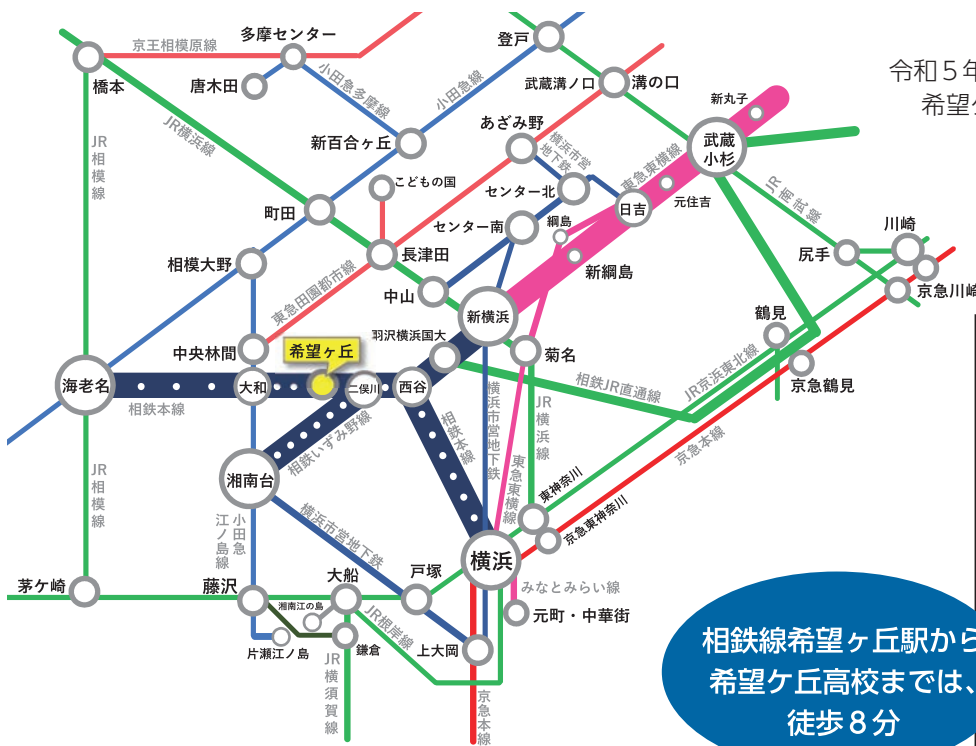 多摩センター
京王相模原線
登戸
橋本
唐木田
小田急多摩線
小田急線
武蔵溝ノ口
溝の口
令和５年
新丸子
JR横浜線
JR相模線
新百合ヶ丘
あざみ野
横浜市営
地下鉄
東急東横線
武蔵
小杉
こどもの国
センター北
元住吉
JR南武線
町田
日吉
綱島
センター南
新綱島
川崎
尻手
相模大野
長津田
東急田園都市線
中山
京急川崎
新横浜
鶴見
羽沢横浜国大
中央林間
希望ヶ丘
菊名
海老名
大和
二俣川
西谷
相鉄JR直通線
JR京浜東北線
京急鶴見
相鉄本線
相鉄いずみ野線
相鉄本線
横浜市営地下鉄
JR横浜線
京急本線
湘南台
JR相模線
東急東横線
東神奈川
京急東神奈川
小田急
江ノ島線
横浜市営地下鉄
横浜
茅ケ崎
藤沢
大船
戸塚
みなとみらい線
湘南江の島
JR根岸線
元町・中華街
片瀬江ノ島
鎌倉
上大岡
JR横須賀線
京急本線
相鉄線希望ヶ丘駅から
希望ケ丘高校までは、
徒歩８分